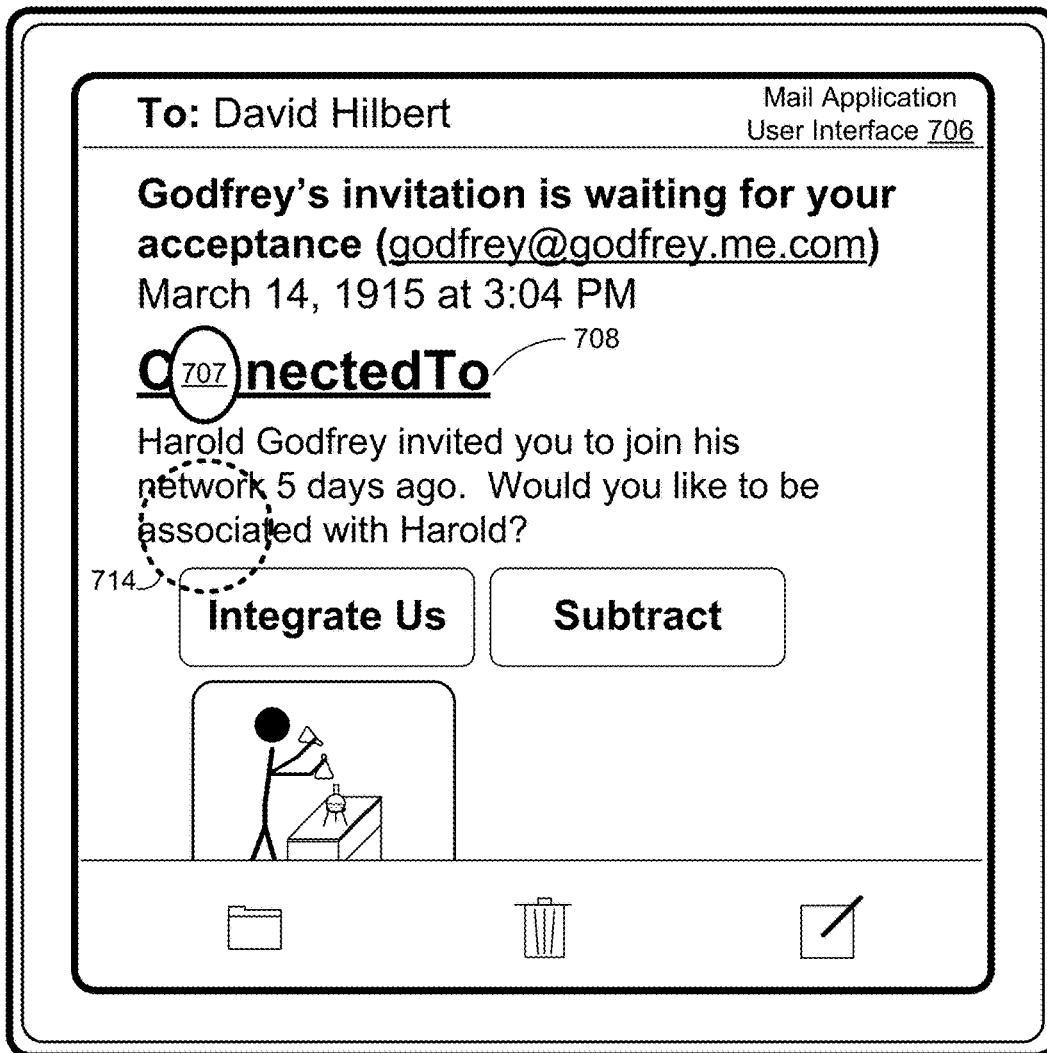 To: David Hilbert
Mail Application
User Interface 706
Godfrey's invitation is waiting for your
acceptance (godfrey@godfrey.me.com)
March 14, 1915 at 3:04 PM
708
C 707 nnectedTo
Harold Godfrey invited you to join his
network 5 days ago. Would you like to be
associated with Harold?
714
Integrate Us
Subtract